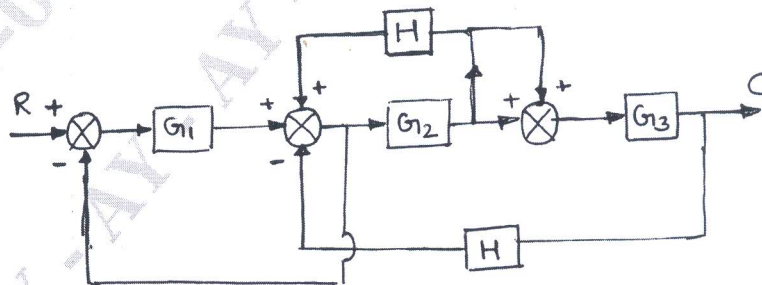 H
R + + + + + C
G₁ G₂ G₃
- -
H